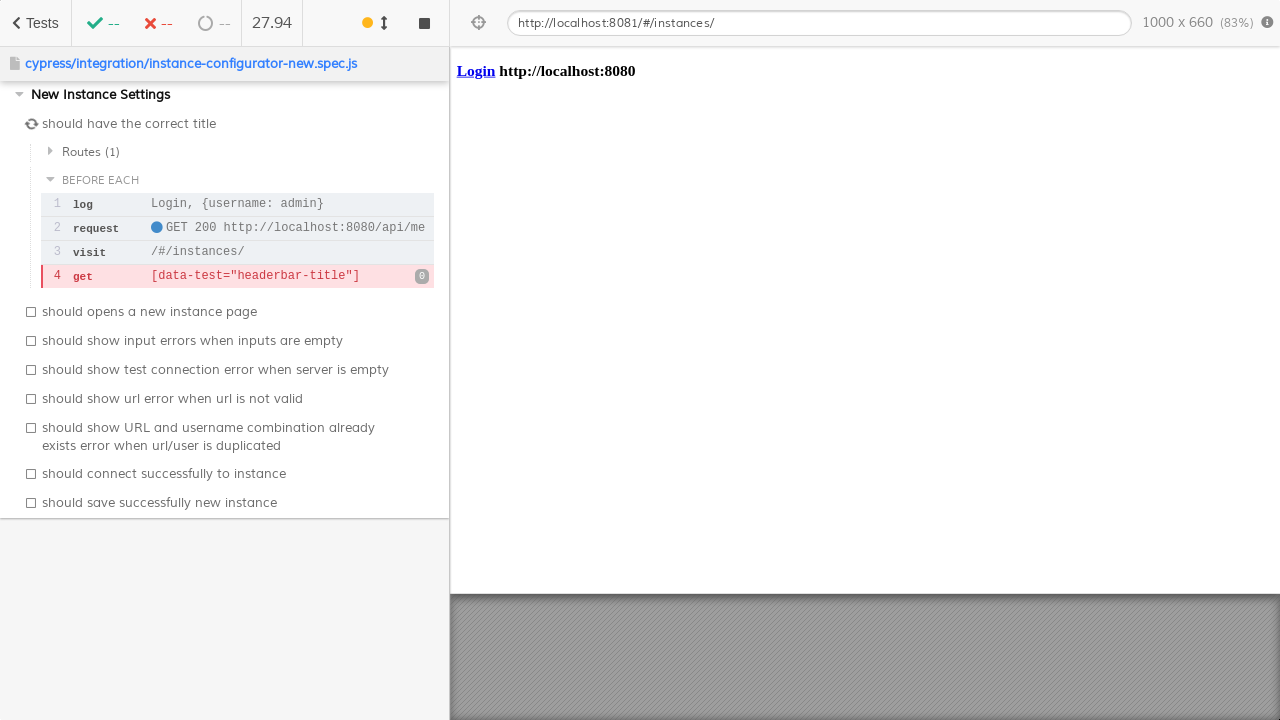 Tests -- -- -- 27.94
http://localhost:8081/#/instances/ 1000 x 660 (83%)
cypress/integration/instance-configurator-new.spec.js
New Instance Settings
should have the correct title
Routes (1)
BEFORE EACH
1 log Login, {username: admin}
2 request GET 200 http://localhost:8080/api/me
3 visit /#/instances/
4 get [data-test="headerbar-title"] 0
should opens a new instance page
should show input errors when inputs are empty
should show test connection error when server is empty
should show url error when url is not valid
should show URL and username combination already
exists error when url/user is duplicated
should connect successfully to instance
should save successfully new instance
Login http://localhost:8080